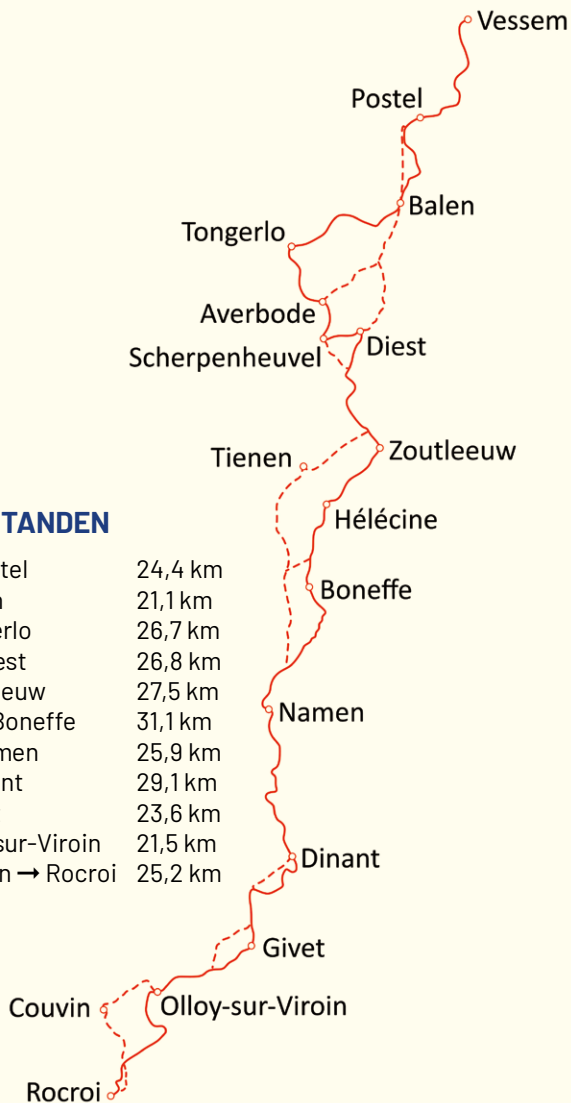 Vessem
Postel
Balen
Tongerlo
Averbode
Scherpenheuvel
Diest
Tienen
Zoutleeuw
Hélécine
TANDEN
tel 24,4 km
n 21,1 km
erlo 26,7 km
est 26,8 km
eeuw 27,5 km
Boneffe 31,1 km
men 25,9 km
nt 29,1 km
23,6 km
sur-Viroin 21,5 km
n → Rocroi 25,2 km
Boneffe
Namen
Dinant
Givet
Couvin
Olloy-sur-Viroin
Rocroi